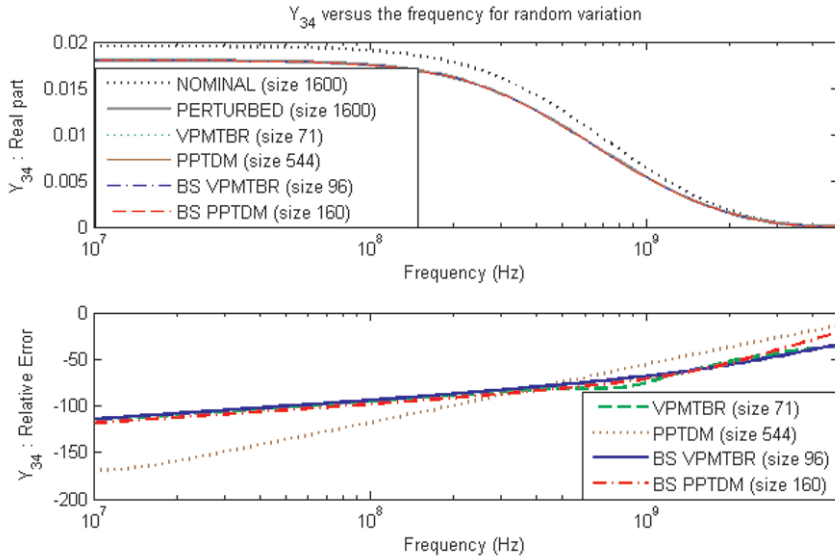 Y34 versus the frequency for random variation
0.02
0.015
0.01
0.005
0
Y34 : Real part
NOMINAL (size 1600)
PERTURBED (size 1600)
VPMTBR (size 71)
PPTDM (size 544)
BS VPMTBR (size 96)
BS PPTDM (size 160)
10^7
10^8
10^9
Frequency (Hz)
0
-50
-100
-150
-200
Y34 : Relative Error
VPMTBR (size 71)
PPTDM (size 544)
BS VPMTBR (size 96)
BS PPTDM (size 160)
10^7
10^8
10^9
Frequency (Hz)